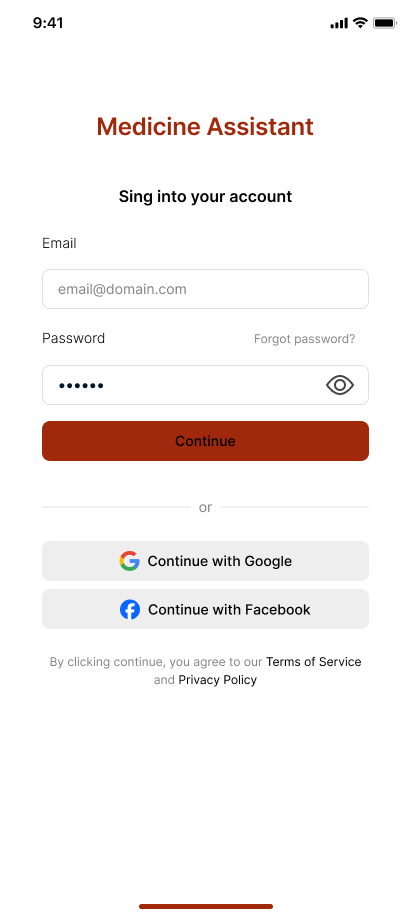 9:41
Medicine Assistant
Sing into your account
Email
email@domain.com
Password
Forgot password?
••••••
Continue
or
Continue with Google
Continue with Facebook
By clicking continue, you agree to our Terms of Service
and Privacy Policy